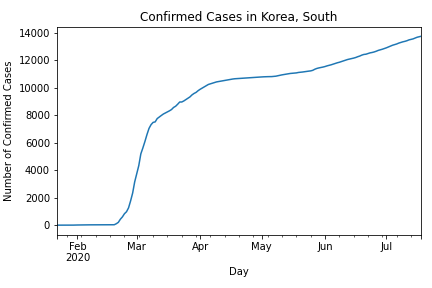 Confirmed Cases in Korea, South
14000
12000
10000
8000
6000
4000
2000
0
Number of Confirmed Cases
Feb
2020
Mar
Apr
May
Jun
Jul
Day